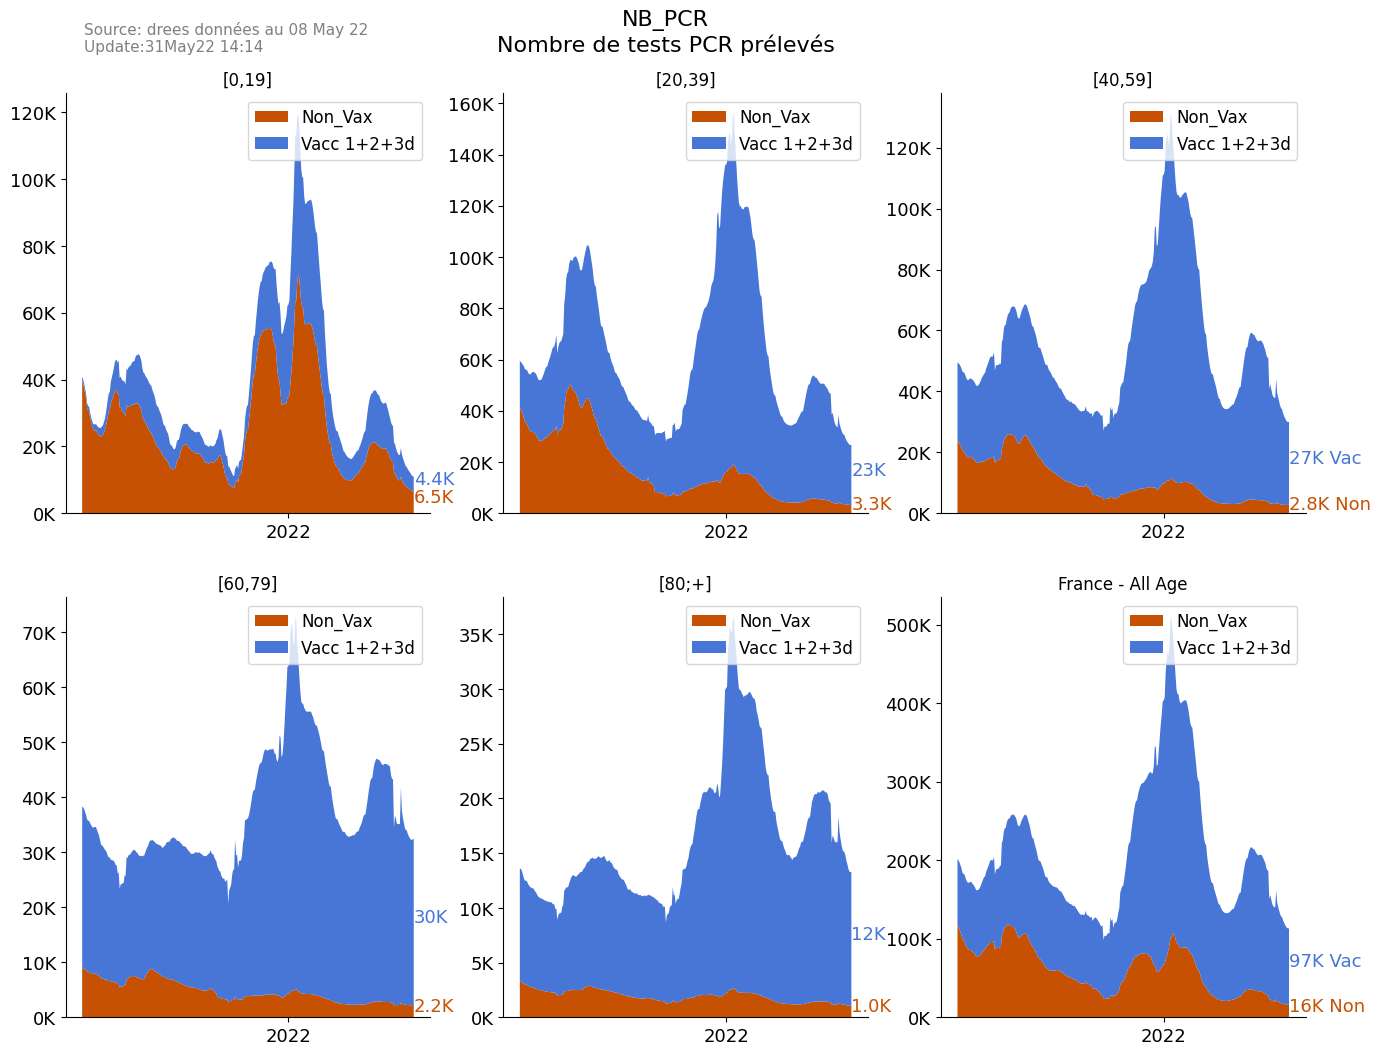 NB_PCR
Nombre de tests PCR prélevés
Source: drees données au 08 May 22
Update:31May22 14:14
[0,19]
120K
100K
80K
60K
40K
20K
0K
Non_Vax
Vacc 1+2+3d
4.4K
6.5K
2022
[20,39]
160K
140K
120K
100K
80K
60K
40K
20K
0K
Non_Vax
Vacc 1+2+3d
23K
3.3K
2022
[40,59]
120K
100K
80K
60K
40K
20K
0K
Non_Vax
Vacc 1+2+3d
27K Vac
2.8K Non
2022
[60,79]
70K
60K
50K
40K
30K
20K
10K
0K
Non_Vax
Vacc 1+2+3d
30K
2.2K
2022
[80;+]
35K
30K
25K
20K
15K
10K
5K
0K
Non_Vax
Vacc 1+2+3d
12K
1.0K
2022
France - All Age
500K
400K
300K
200K
100K
0K
Non_Vax
Vacc 1+2+3d
97K Vac
16K Non
2022